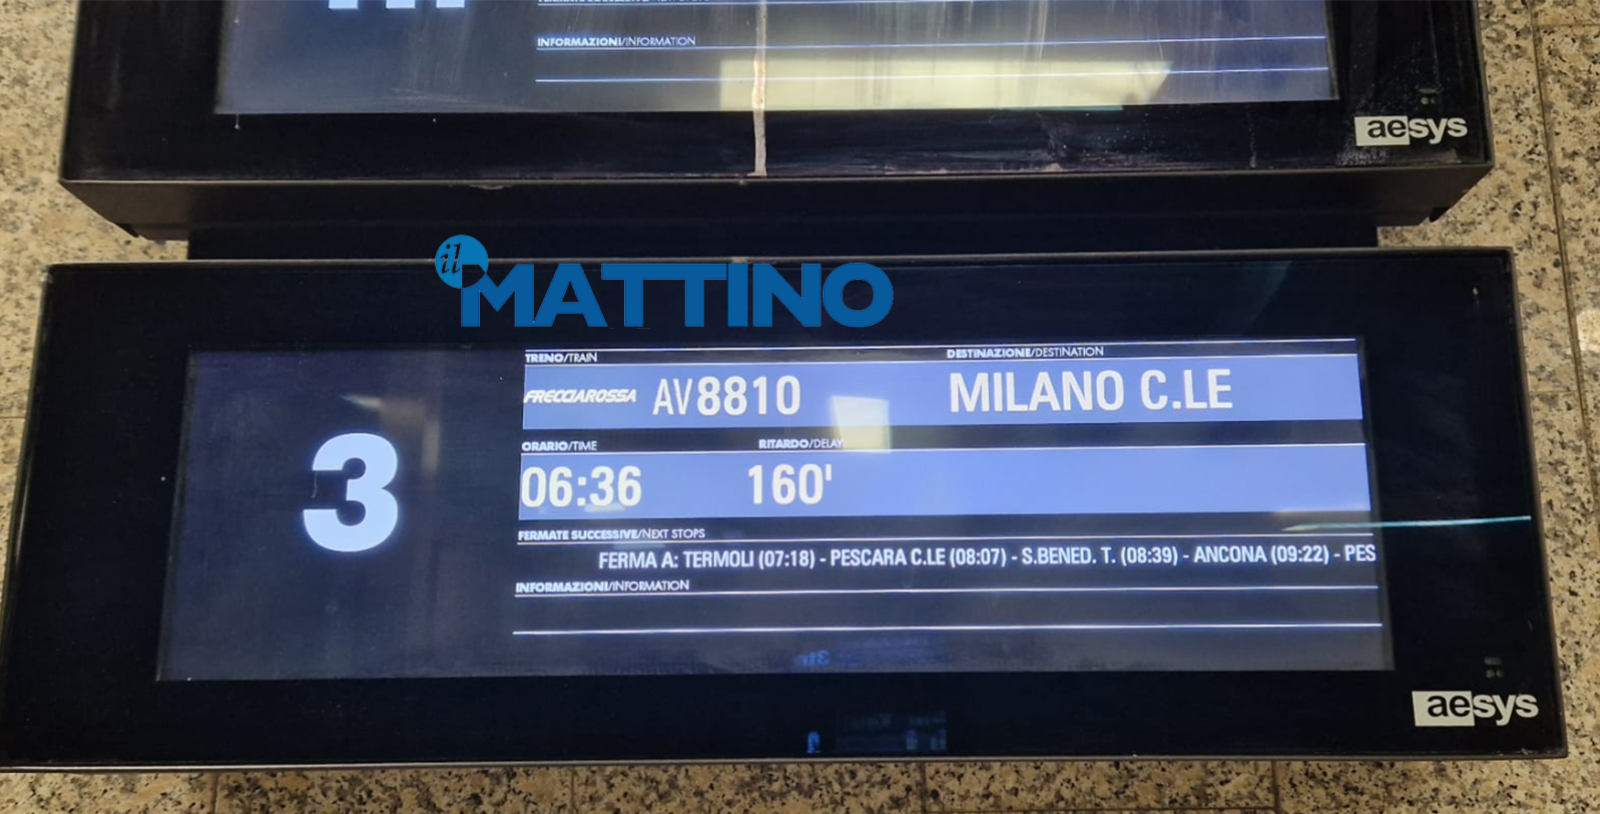 INFORMAZIONI/INFORMATION
aesys
il MATTINO
TRENO/TRAIN DESTINAZIONE/DESTINATION
FRECCIAROSSA AV8810 MILANO C.LE
ORARIO/TIME RITARDO/DELAY
3
06:36 160'
FERMATE SUCCESSIVE/NEXT STOPS
FERMA A: TERMOLI (07:18) - PESCARA C.LE (08:07) - S.BENED. T. (08:39) - ANCONA (09:22) - PES
INFORMAZIONI/INFORMATION
aesys